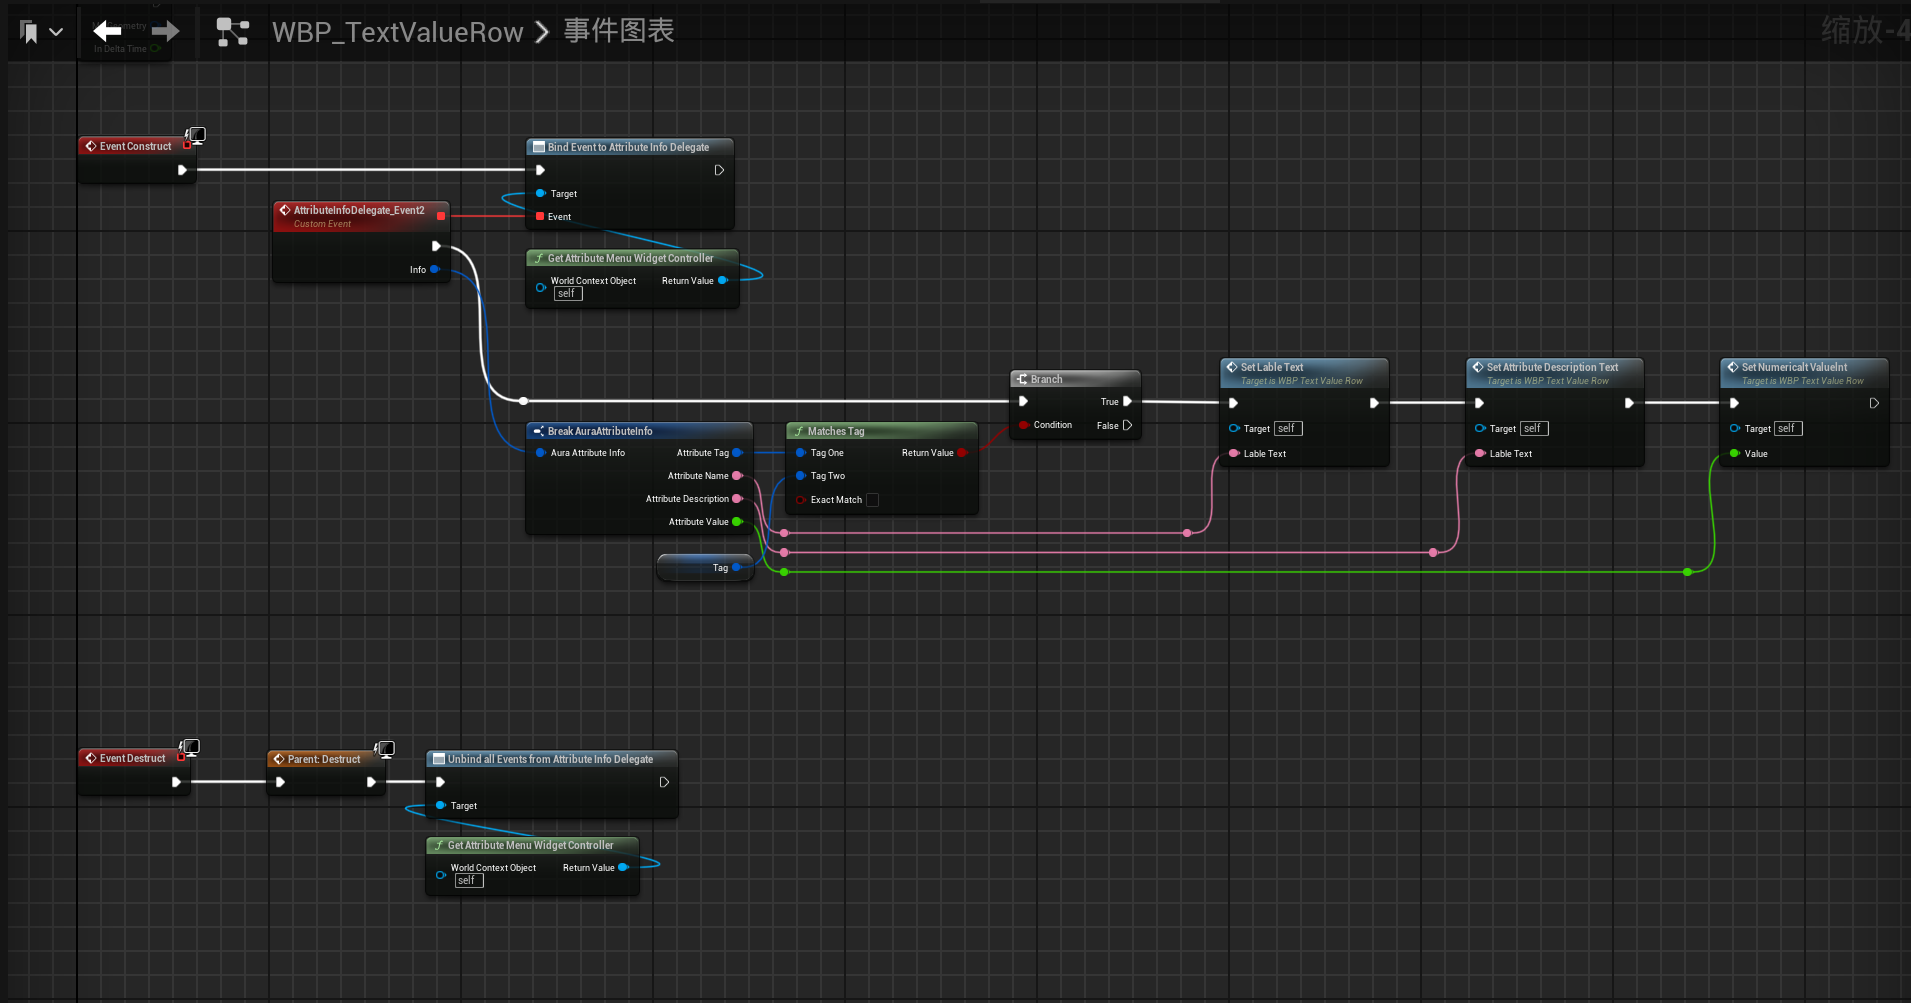 WBP_TextValueRow > 事件图表
缩放-4
In Delta Time
Event Construct
Bind Event to Attribute Info Delegate
Target
Event
AttributeInfoDelegate_Event2
Custom Event
Info
Get Attribute Menu Widget Controller
World Context Object
Return Value
self
Branch
True
Condition
False
Set Lable Text
Target is WBP Text Value Row
Target
self
Lable Text
Set Attribute Description Text
Target is WBP Text Value Row
Target
self
Lable Text
Set Numericalt ValueInt
Target is WBP Text Value Row
Target
self
Value
Break AuraAttributeInfo
Aura Attribute Info
Attribute Tag
Attribute Name
Attribute Description
Attribute Value
Matches Tag
Tag One
Return Value
Tag Two
Exact Match
Tag
Event Destruct
Parent: Destruct
Unbind all Events from Attribute Info Delegate
Target
Get Attribute Menu Widget Controller
World Context Object
Return Value
self